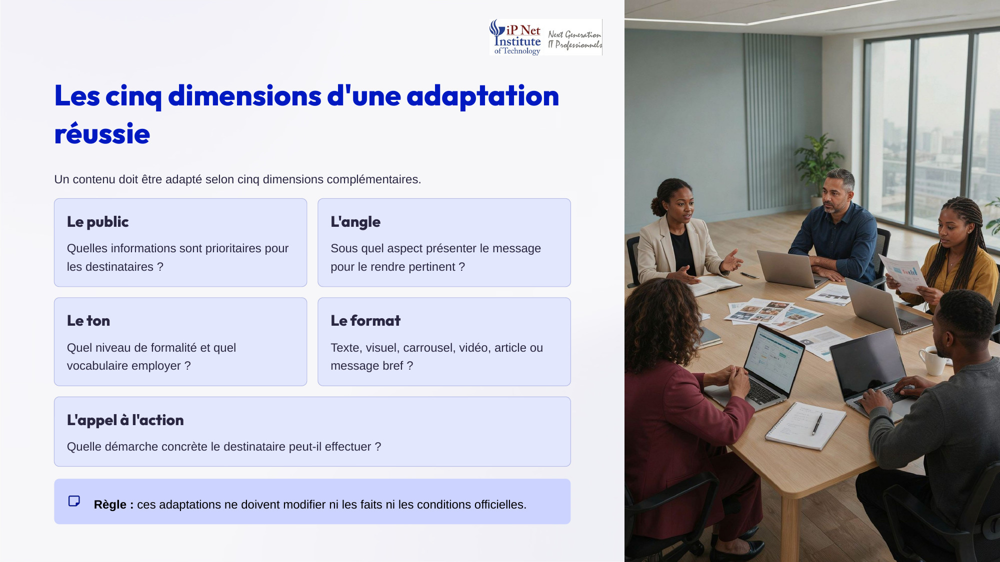 iP Net
Institute
of Technology
Next Generation
IT Professionnels
Les cinq dimensions d'une adaptation
réussie
Un contenu doit être adapté selon cinq dimensions complémentaires.
Le public
Quelles informations sont prioritaires pour
les destinataires ?
L'angle
Sous quel aspect présenter le message
pour le rendre pertinent ?
Le ton
Quel niveau de formalité et quel
vocabulaire employer ?
Le format
Texte, visuel, carrousel, vidéo, article ou
message bref ?
L'appel à l'action
Quelle démarche concrète le destinataire peut-il effectuer ?
Règle : ces adaptations ne doivent modifier ni les faits ni les conditions officielles.